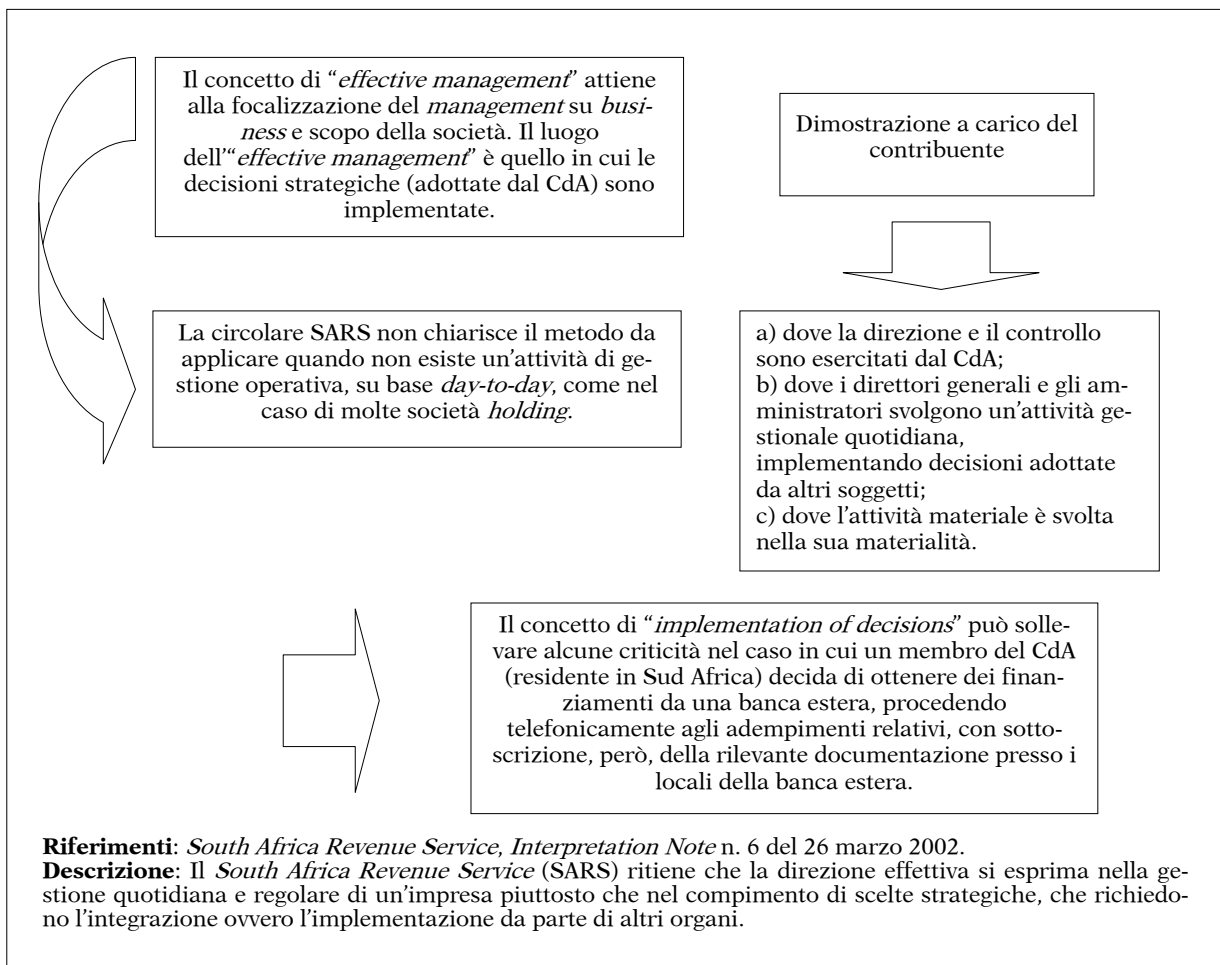 Il concetto di “effective management” attiene
alla focalizzazione del management su busi-
ness e scopo della società. Il luogo
dell’“effective management” è quello in cui le
decisioni strategiche (adottate dal CdA) sono
implementate.
Dimostrazione a carico del
contribuente
La circolare SARS non chiarisce il metodo da
applicare quando non esiste un’attività di ge-
stione operativa, su base day-to-day, come nel
caso di molte società holding.
a) dove la direzione e il controllo
sono esercitati dal CdA;
b) dove i direttori generali e gli am-
ministratori svolgono un’attività ge-
stionale quotidiana,
implementando decisioni adottate
da altri soggetti;
c) dove l’attività materiale è svolta
nella sua materialità.
Il concetto di “implementation of decisions” può solle-
vare alcune criticità nel caso in cui un membro del CdA
(residente in Sud Africa) decida di ottenere dei finan-
ziamenti da una banca estera, procedendo
telefonicamente agli adempimenti relativi, con sotto-
scrizione, però, della rilevante documentazione presso i
locali della banca estera.
Riferimenti: South Africa Revenue Service, Interpretation Note n. 6 del 26 marzo 2002.
Descrizione: Il South Africa Revenue Service (SARS) ritiene che la direzione effettiva si esprima nella ge-
stione quotidiana e regolare di un’impresa piuttosto che nel compimento di scelte strategiche, che richiedo-
no l’integrazione ovvero l’implementazione da parte di altri organi.